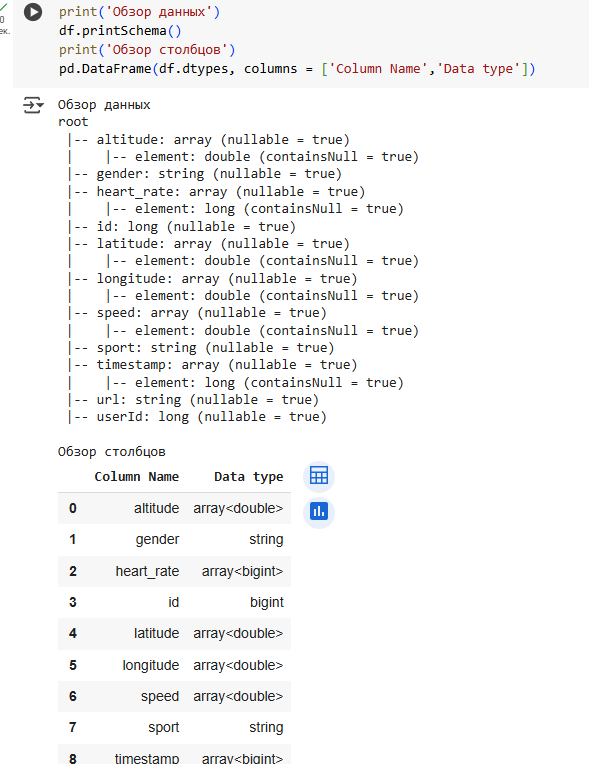 0
ек.
print('Обзор данных')
df.printSchema()
print('Обзор столбцов')
pd.DataFrame(df.dtypes, columns = ['Column Name','Data type'])
Обзор данных
root
 |-- altitude: array (nullable = true)
 |    |-- element: double (containsNull = true)
 |-- gender: string (nullable = true)
 |-- heart_rate: array (nullable = true)
 |    |-- element: long (containsNull = true)
 |-- id: long (nullable = true)
 |-- latitude: array (nullable = true)
 |    |-- element: double (containsNull = true)
 |-- longitude: array (nullable = true)
 |    |-- element: double (containsNull = true)
 |-- speed: array (nullable = true)
 |    |-- element: double (containsNull = true)
 |-- sport: string (nullable = true)
 |-- timestamp: array (nullable = true)
 |    |-- element: long (containsNull = true)
 |-- url: string (nullable = true)
 |-- userId: long (nullable = true)
Обзор столбцов
Column Name Data type
0 altitude array<double>
1 gender string
2 heart_rate array<bigint>
3 id bigint
4 latitude array<double>
5 longitude array<double>
6 speed array<double>
7 sport string
8 timestamp array<bigint>